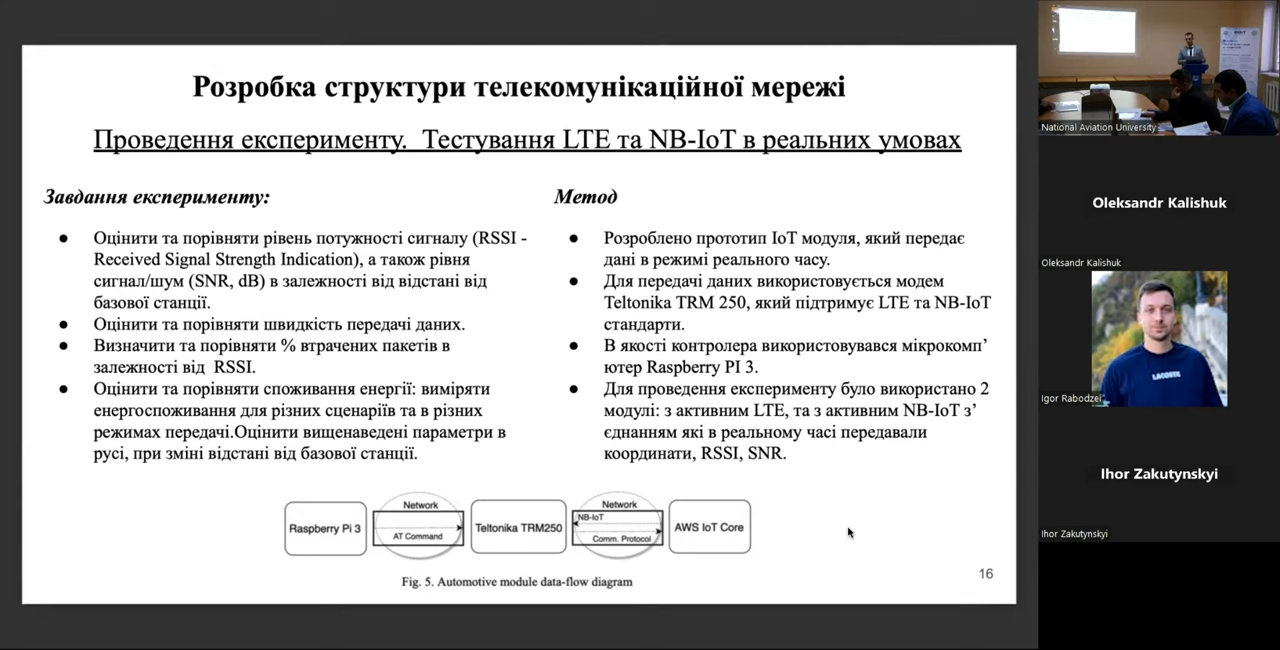 Розробка структури телекомунікаційної мережі
Проведення експерименту. Тестування LTE та NB-IoT в реальних умовах
Завдання експерименту:
● Оцінити та порівняти рівень потужності сигналу (RSSI -
Received Signal Strength Indication), а також рівня
сигнал/шум (SNR, dB) в залежності від відстані від
базової станції.
● Оцінити та порівняти швидкість передачі даних.
● Визначити та порівняти % втрачених пакетів в
залежності від RSSI.
● Оцінити та порівняти споживання енергії: виміряти
енергоспоживання для різних сценаріїв та в різних
режимах передачі.Оцінити вищенаведені параметри в
русі, при зміні відстані від базової станції.
Метод
● Розроблено прототип IoT модуля, який передає
дані в режимі реального часу.
● Для передачі даних використовується модем
Teltonika TRM 250, який підтримує LTE та NB-IoT
стандарти.
● В якості контролера використовувався мікрокомп’
ютер Raspberry PI 3.
● Для проведення експерименту було використано 2
модулі: з активним LTE, та з активним NB-IoT з’
єднанням які в реальному часі передавали
координати, RSSI, SNR.
Raspberry Pi 3
Network
AT Command
Teltonika TRM250
Network
NB-IoT
Comm. Protocol
AWS IoT Core
Fig. 5. Automotive module data-flow diagram
16
National Aviation University
Oleksandr Kalishuk
Oleksandr Kalishuk
LACOSTE
Igor Rabodzei
Ihor Zakutynskyi
Ihor Zakutynskyi